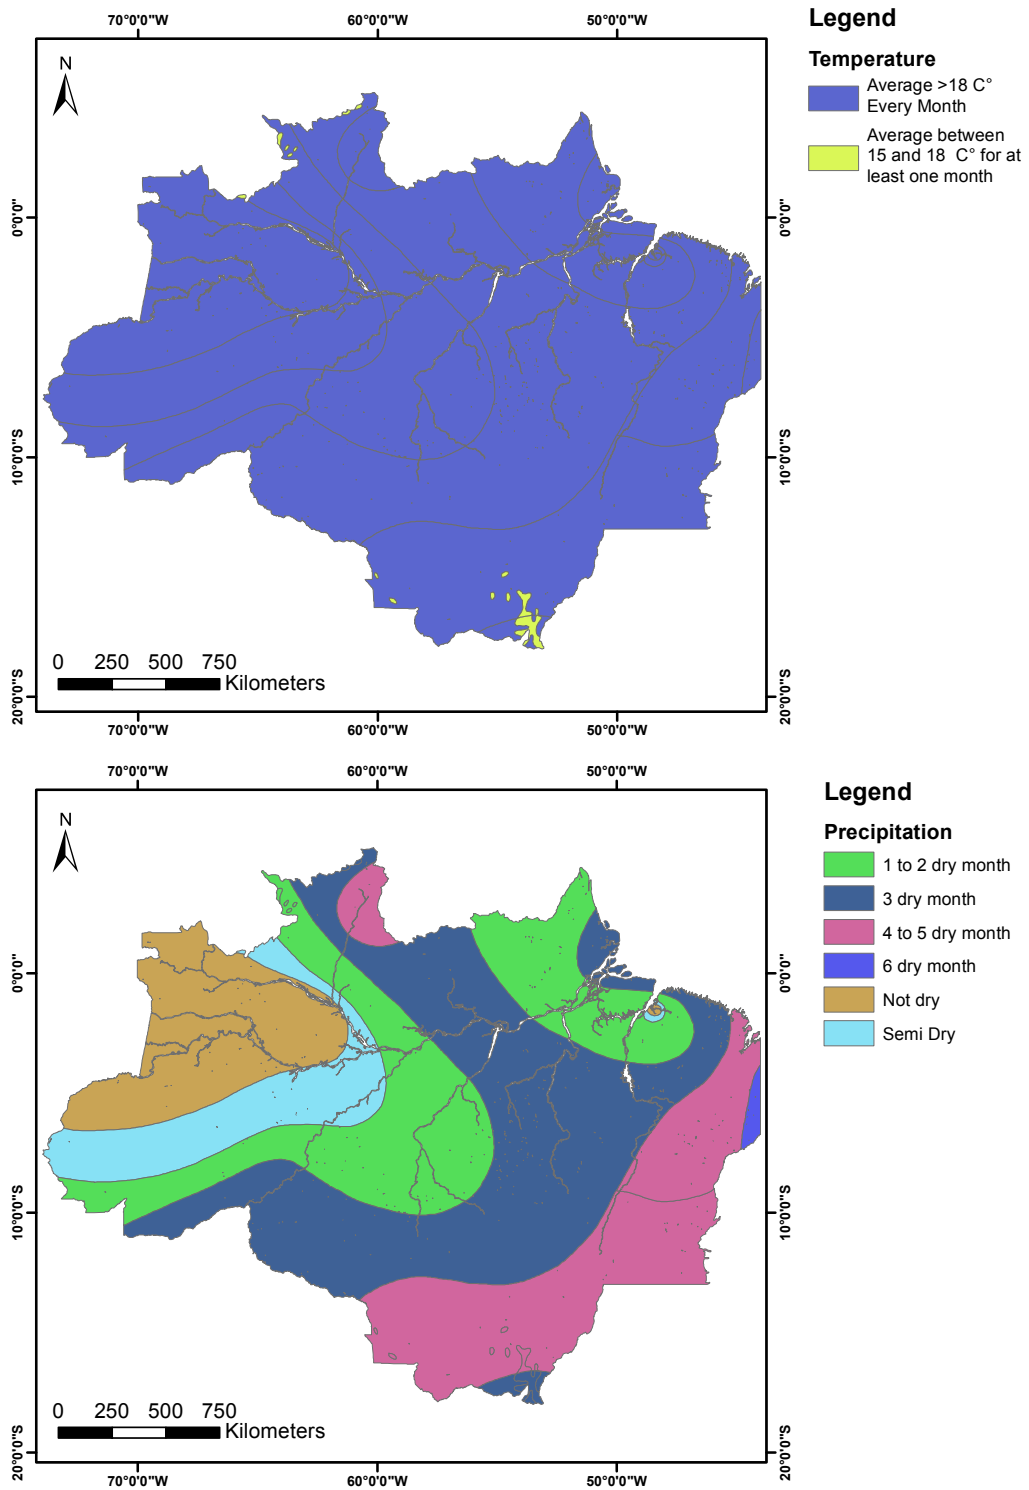 70°0'0"W 60°0'0"W 50°0'0"W
Legend
Temperature
Average >18 C°
Every Month
Average between
15 and 18 C° for at
least one month
N
0°0'0"
0°0'0"
10°0'0"S
10°0'0"S
20°0'0"S
20°0'0"S
0 250 500 750
Kilometers
70°0'0"W 60°0'0"W 50°0'0"W
70°0'0"W 60°0'0"W 50°0'0"W
Legend
Precipitation
1 to 2 dry month
3 dry month
4 to 5 dry month
6 dry month
Not dry
Semi Dry
N
0°0'0"
0°0'0"
10°0'0"S
10°0'0"S
20°0'0"S
20°0'0"S
0 250 500 750
Kilometers
70°0'0"W 60°0'0"W 50°0'0"W